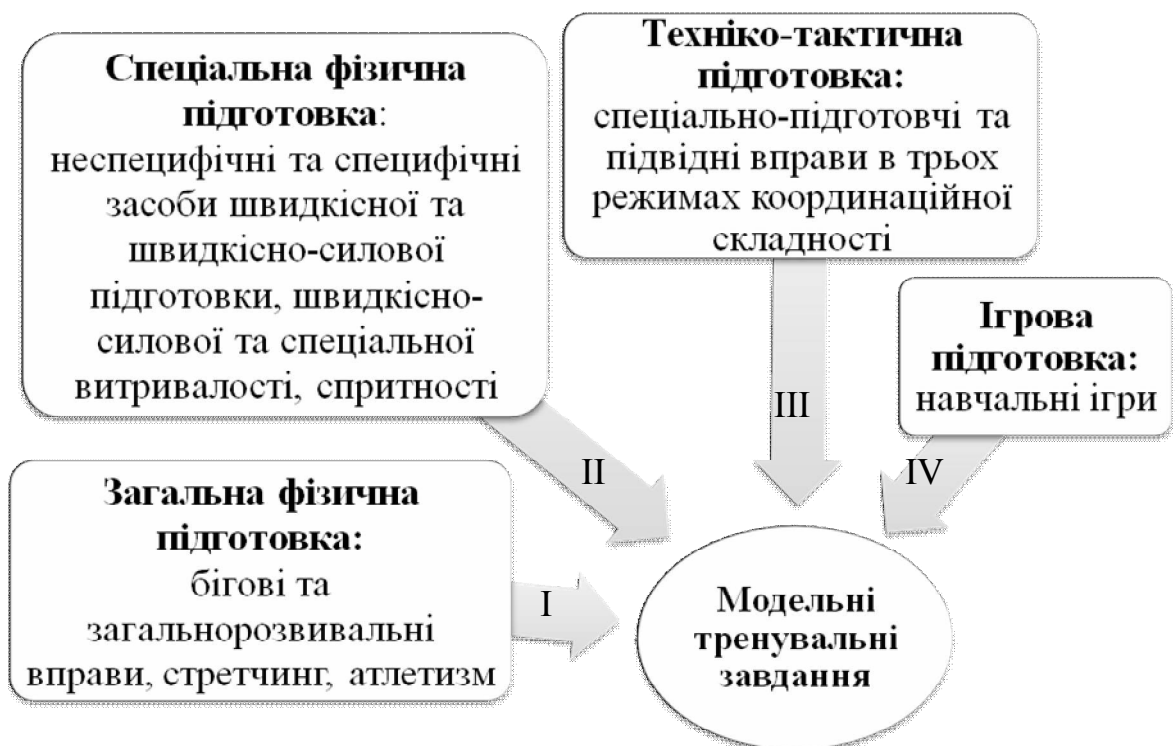 Спеціальна фізична
підготовка:
неспецифічні та специфічні
засоби швидкісної та
швидкісно-силової
підготовки, швидкісно-
силової та спеціальної
витривалості, спритності
Техніко-тактична
підготовка:
спеціально-підготовчі та
підвідні вправи в трьох
режимах координаційної
складності
Ігрова
підготовка:
навчальні ігри
III
II
IV
Загальна фізична
підготовка:
бігові та
загальнорозвивальні
вправи, стретчинг, атлетизм
I
Модельні
тренувальні
завдання